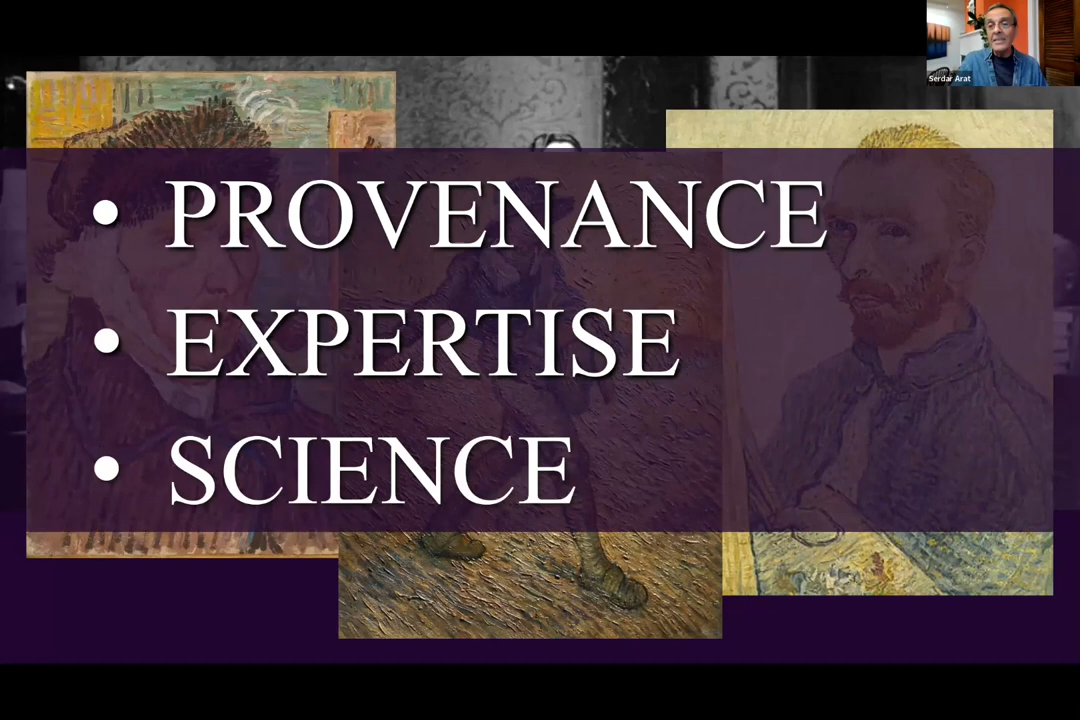 Serdar Arat
• PROVENANCE
• EXPERTISE
• SCIENCE